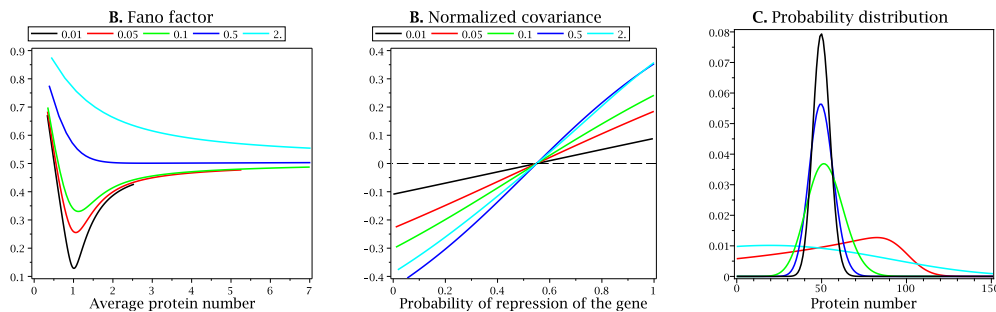 B. Fano factor
0.01 0.05 0.1 0.5 2.
0.9
0.8
0.7
0.6
0.5
0.4
0.3
0.2
0.1
0 1 2 3 4 5 6 7
Average protein number
B. Normalized covariance
0.01 0.05 0.1 0.5 2.
0.4
0.3
0.2
0.1
0
-0.1
-0.2
-0.3
-0.4
0 0.2 0.4 0.6 0.8 1
Probability of repression of the gene
C. Probability distribution
0.08
0.07
0.06
0.05
0.04
0.03
0.02
0.01
0
0 50 100 150
Protein number